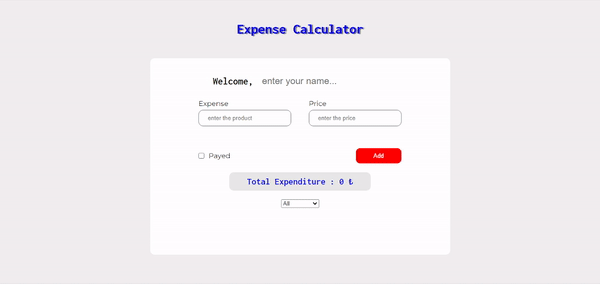 Expense Calculator
Welcome, enter your name...
Expense Price
enter the product enter the price
Payed Add
Total Expenditure : 0 ₺
All